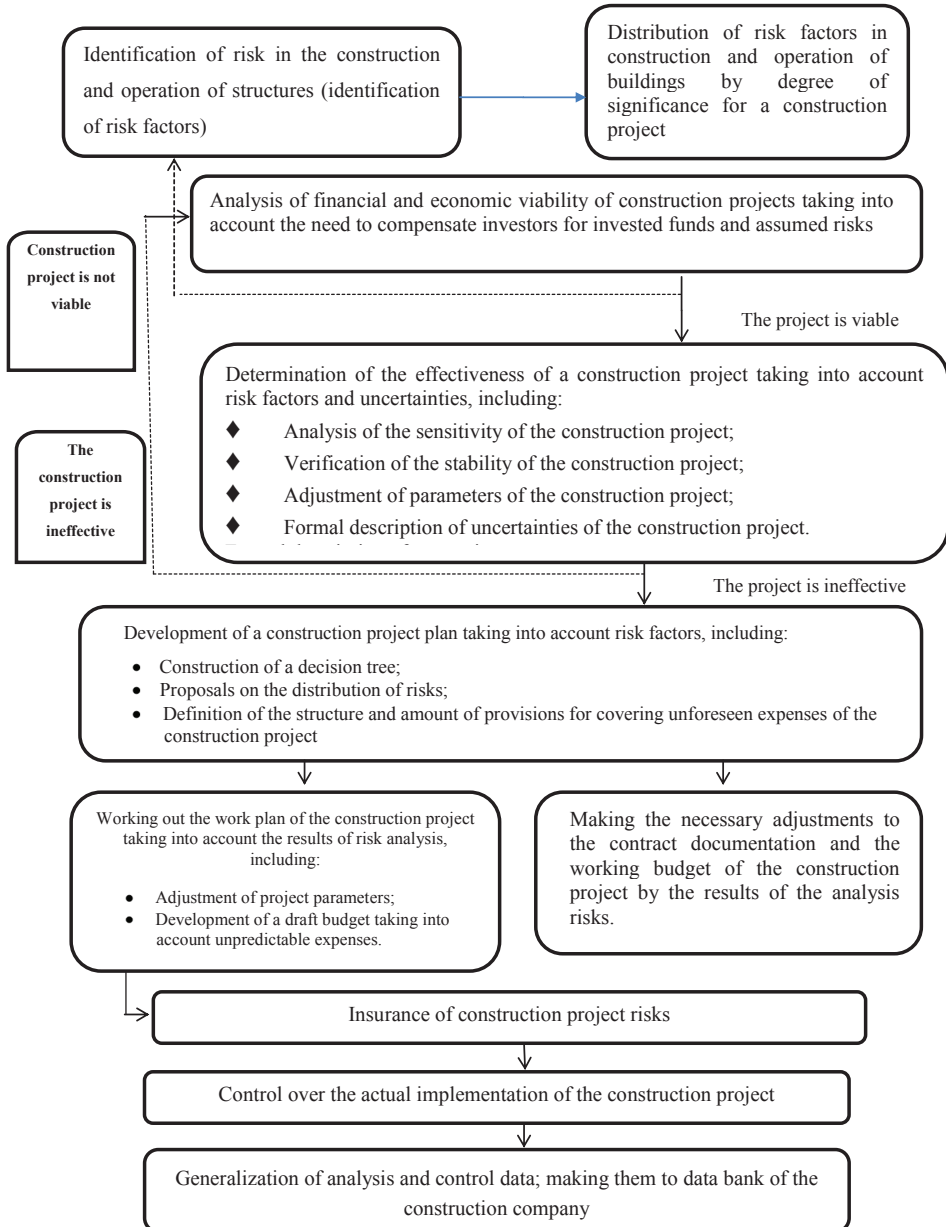 Identification of risk in the construction
and operation of structures (identification
of risk factors)
Distribution of risk factors in
construction and operation of
buildings by degree of
significance for a construction
project
Analysis of financial and economic viability of construction projects taking into
account the need to compensate investors for invested funds and assumed risks
Construction
project is not
viable
The project is viable
Determination of the effectiveness of a construction project taking into account
risk factors and uncertainties, including:
♦ Analysis of the sensitivity of the construction project;
♦ Verification of the stability of the construction project;
♦ Adjustment of parameters of the construction project;
♦ Formal description of uncertainties of the construction project.
The
construction
project is
ineffective
The project is ineffective
Development of a construction project plan taking into account risk factors, including:
• Construction of a decision tree;
• Proposals on the distribution of risks;
• Definition of the structure and amount of provisions for covering unforeseen expenses of the
construction project
Working out the work plan of the construction project
taking into account the results of risk analysis,
including:
• Adjustment of project parameters;
• Development of a draft budget taking into
account unpredictable expenses.
Making the necessary adjustments to
the contract documentation and the
working budget of the construction
project by the results of the analysis
risks.
Insurance of construction project risks
Control over the actual implementation of the construction project
Generalization of analysis and control data; making them to data bank of the
construction company